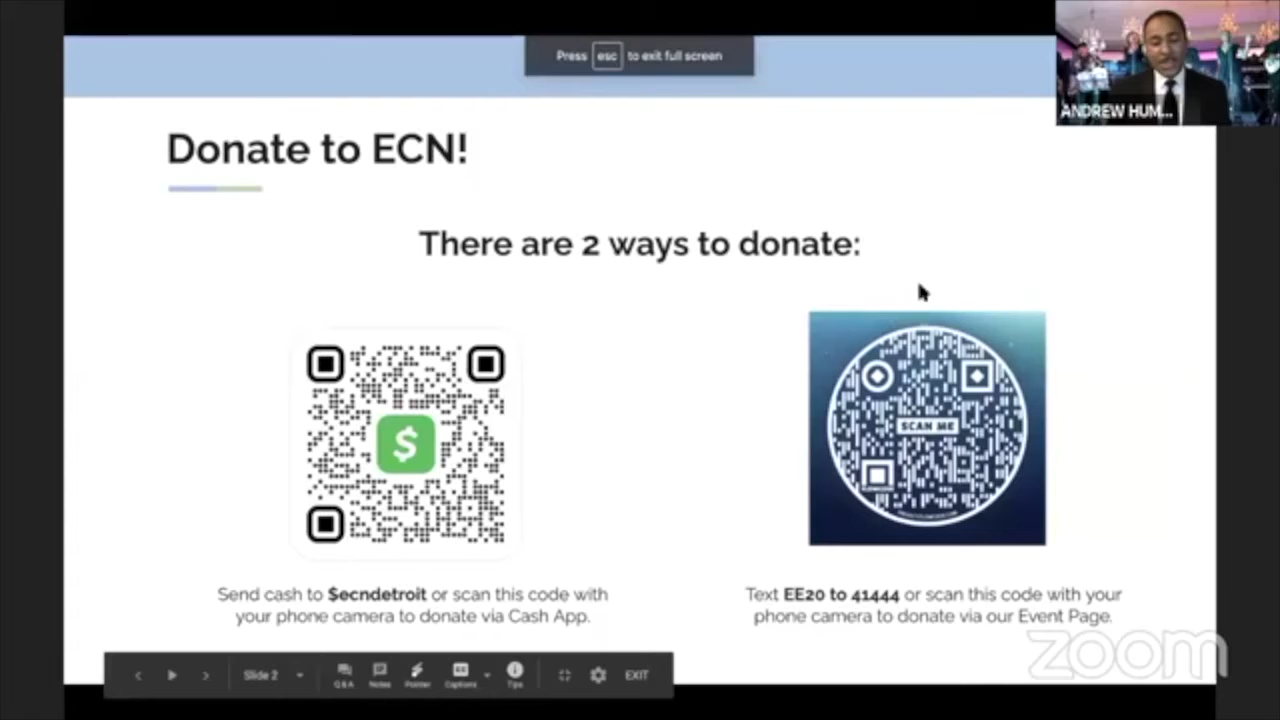 Press esc to exit full screen
ANDREW HUM...
Donate to ECN!
There are 2 ways to donate:
$
SCAN ME
Send cash to $ecndetroit or scan this code with
your phone camera to donate via Cash App.
Text EE20 to 41444 or scan this code with your
phone camera to donate via our Event Page.
zoom
Slide 2
Q&A
Notes
Pointer
Captions
Tips
EXIT